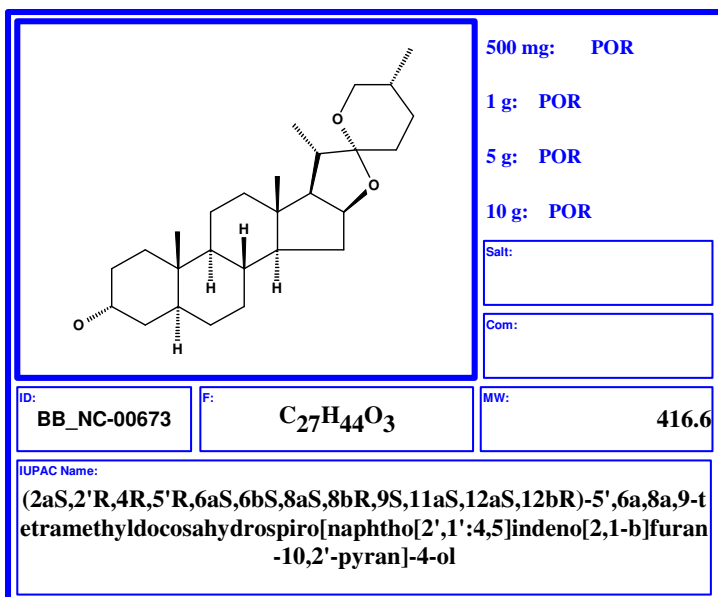 500 mg: POR
1 g: POR
5 g: POR
10 g: POR
O
O
H
H
H
O
H
Salt:
Com:
ID:
BB_NC-00673
F:
C27H44O3
MW:
416.6
IUPAC Name:
(2aS,2'R,4R,5'R,6aS,6bS,8aS,8bR,9S,11aS,12aS,12bR)-5',6a,8a,9-t
etramethyldocosahydrospiro[naphtho[2',1':4,5]indeno[2,1-b]furan
-10,2'-pyran]-4-ol